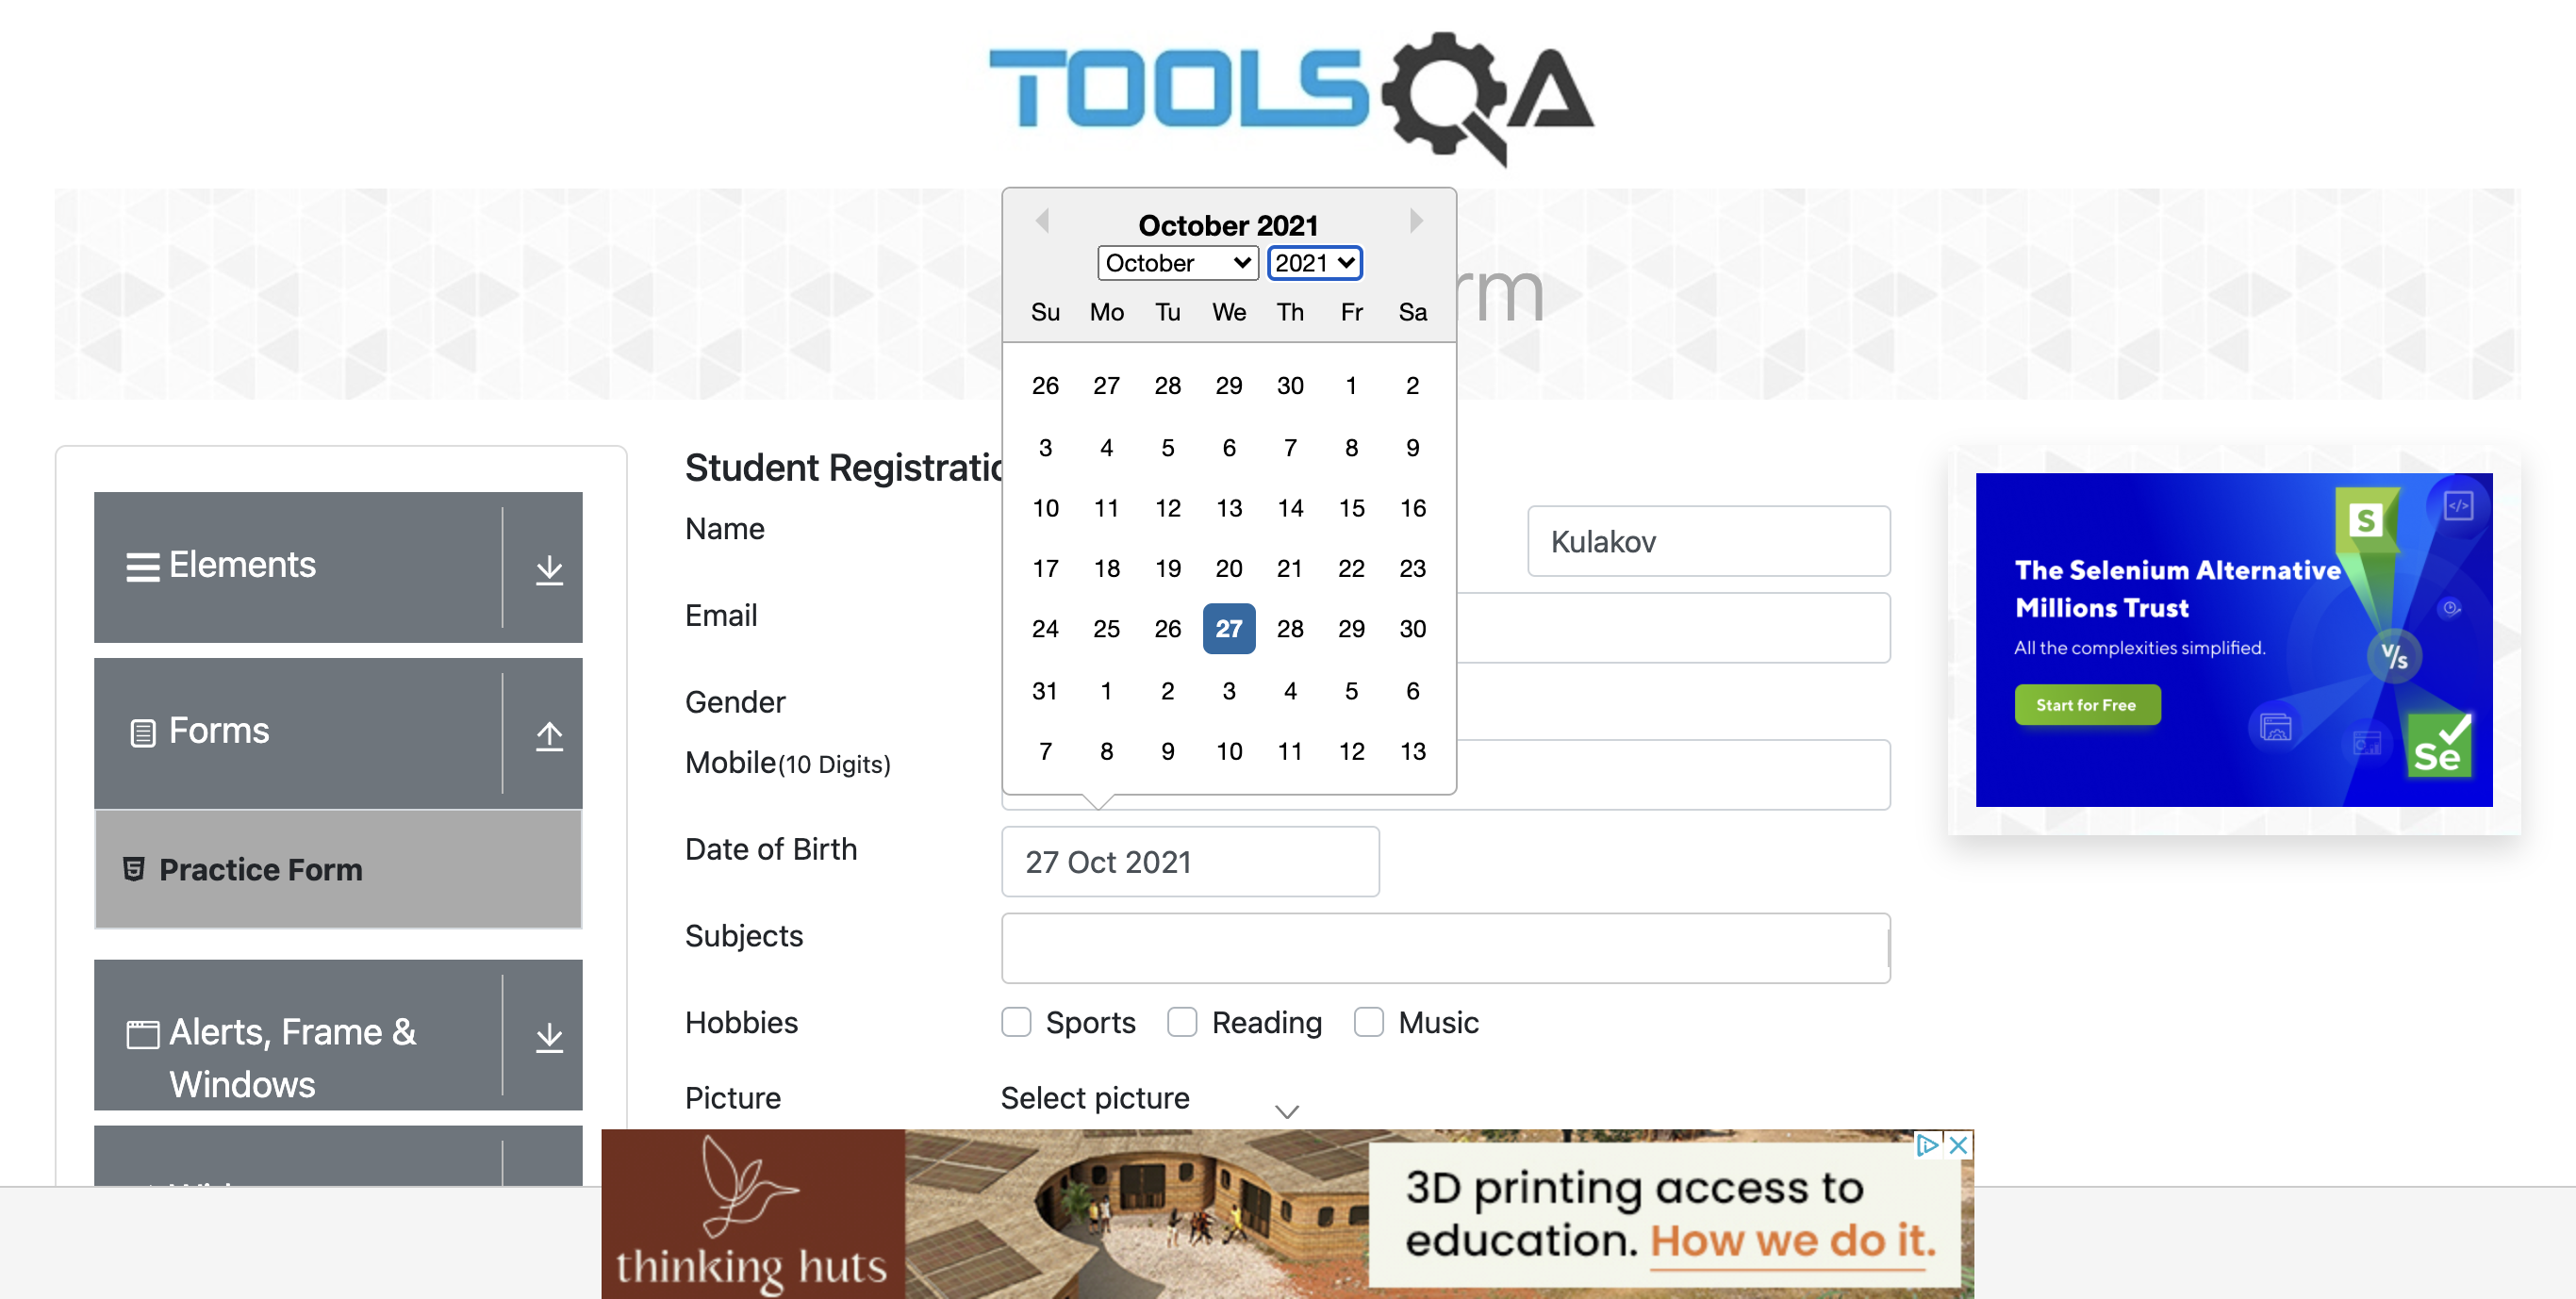 TOOLSQA
October 2021
October 2021
rm
Su Mo Tu We Th Fr Sa
26 27 28 29 30 1 2
3 4 5 6 7 8 9
10 11 12 13 14 15 16
17 18 19 20 21 22 23
24 25 26 27 28 29 30
31 1 2 3 4 5 6
7 8 9 10 11 12 13
Elements
Forms
Practice Form
Alerts, Frame &
Windows
Student Registratio
Name
Kulakov
Email
Gender
Mobile(10 Digits)
Date of Birth
27 Oct 2021
Subjects
Hobbies
Sports Reading Music
Picture
Select picture
S
The Selenium Alternative
Millions Trust
All the complexities simplified.
V/s
Start for Free
Se
thinking huts
3D printing access to
education. How we do it.